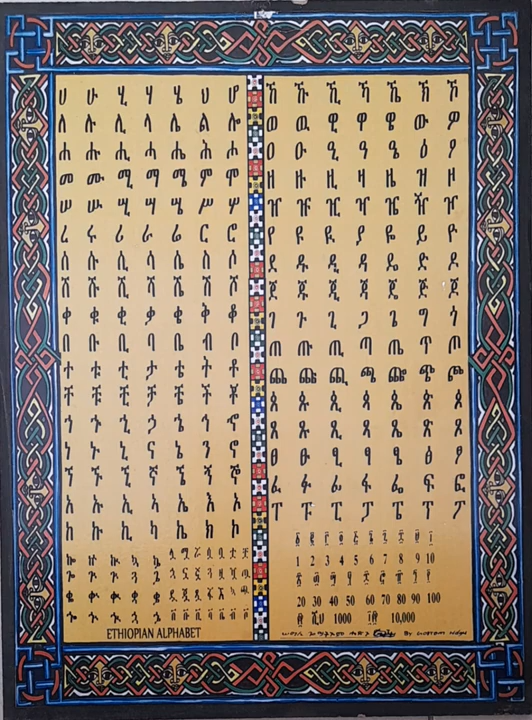 ሀ ሁ ሂ ሃ ሄ ህ ሆ
ለ ሉ ሊ ላ ሌ ል ሎ
ሐ ሑ ሒ ሓ ሔ ሕ ሖ
መ ሙ ሚ ማ ሜ ም ሞ
ሠ ሡ ሢ ሣ ሤ ሥ ሦ
ረ ሩ ሪ ራ ሬ ር ሮ
ሰ ሱ ሲ ሳ ሴ ስ ሶ
ሸ ሹ ሺ ሻ ሼ ሽ ሾ
ቀ ቁ ቂ ቃ ቄ ቅ ቆ
በ ቡ ቢ ባ ቤ ብ ቦ
ተ ቱ ቲ ታ ቴ ት ቶ
ቸ ቹ ቺ ቻ ቼ ች ቾ
ኀ ኁ ኂ ኃ ኄ ኅ ኆ
ነ ኑ ኒ ና ኔ ን ኖ
ኘ ኙ ኚ ኛ ኜ ኝ ኞ
አ ኡ ኢ ኣ ኤ እ ኦ
ከ ኩ ኪ ካ ኬ ክ ኮ
ETHIOPIAN ALPHABET
ኸ ኹ ኺ ኻ ኼ ኽ ኾ
ወ ዉ ዊ ዋ ዌ ው ዎ
ዐ ዑ ዒ ዓ ዔ ዕ ዖ
ዘ ዙ ዚ ዛ ዜ ዝ ዞ
ዠ ዡ ዢ ዣ ዤ ዥ ዦ
የ ዩ ዪ ያ ዬ ይ ዮ
ደ ዱ ዲ ዳ ዴ ድ ዶ
ጀ ጁ ጂ ጃ ጄ ጅ ጆ
ገ ጉ ጊ ጋ ጌ ግ ጎ
ጠ ጡ ጢ ጣ ጤ ጥ ጦ
ጨ ጩ ጪ ጫ ጬ ጭ ጮ
ጰ ጱ ጲ ጳ ጴ ጵ ጶ
ጸ ጹ ጺ ጻ ጼ ጽ ጾ
ፀ ፁ ፂ ፃ ፄ ፅ ፆ
ፈ ፉ ፊ ፋ ፌ ፍ ፎ
ፐ ፑ ፒ ፓ ፔ ፕ ፖ
፩ ፪ ፫ ፬ ፭ ፮ ፯ ፰ ፱ ፲
1 2 3 4 5 6 7 8 9 10
፳ ፴ ፵ ፶ ፷ ፸ ፹ ፺ ፻
20 30 40 50 60 70 80 90 100
1000 10,000
BY